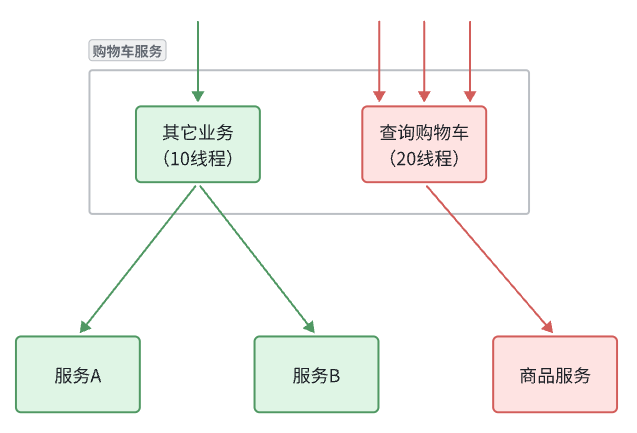 购物车服务
其它业务
（10线程）
查询购物车
（20线程）
服务A
服务B
商品服务